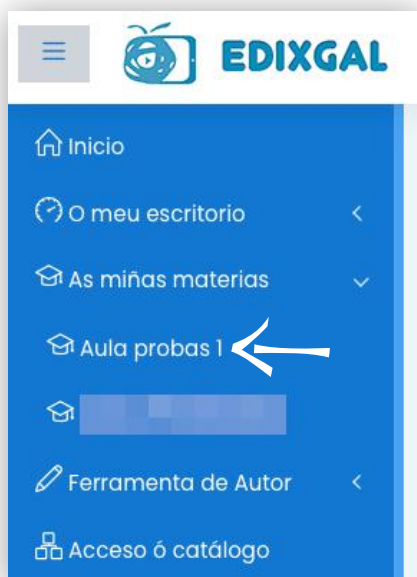 EDIXGAL
Inicio
O meu escritorio
As miñas materias
Aula probas 1
Ferramenta de Autor
Acceso ó catálogo